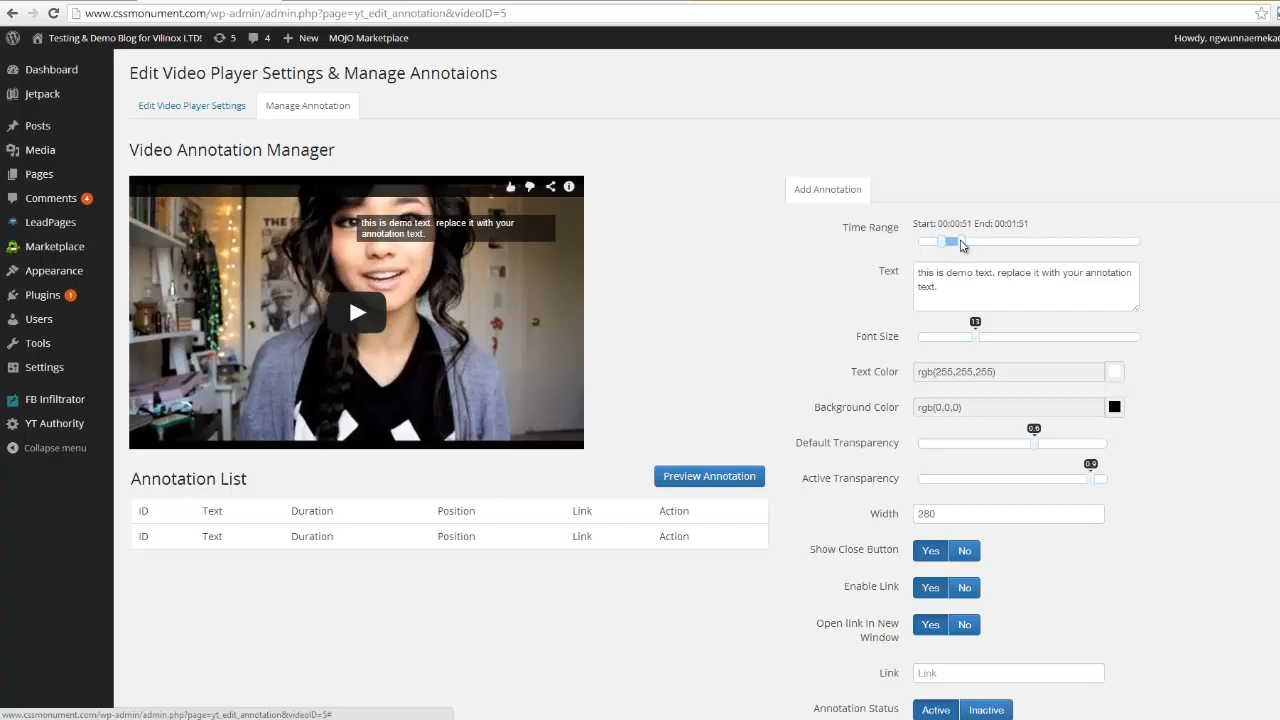 www.cssmonument.com/wp-admin/admin.php?page=yt_edit_annotation&videoID=5
Testing & Demo Blog for Vilinox LTD! 5 4 New MOJO Marketplace Howdy, ngwunnaemeka
Dashboard
Jetpack
Posts
Media
Pages
Comments 4
LeadPages
Marketplace
Appearance
Plugins 1
Users
Tools
Settings
FB Infiltrator
YT Authority
Collapse menu
Edit Video Player Settings & Manage Annotaions
Edit Video Player Settings Manage Annotation
Video Annotation Manager
this is demo text. replace it with your
annotation text.
Annotation List Preview Annotation
ID Text Duration Position Link Action
ID Text Duration Position Link Action
Add Annotation
Time Range Start: 00:00:51 End: 00:01:51
Text this is demo text. replace it with your annotation
text.
13
Font Size
Text Color rgb(255,255,255)
Background Color rgb(0,0,0)
0.6
Default Transparency
0.9
Active Transparency
Width 280
Show Close Button Yes No
Enable Link Yes No
Open link In New
Window Yes No
Link Link
Annotation Status Active Inactive
www.cssmonument.com/wp-admin/admin.php?page=yt_edit_annotation&videoID=5#